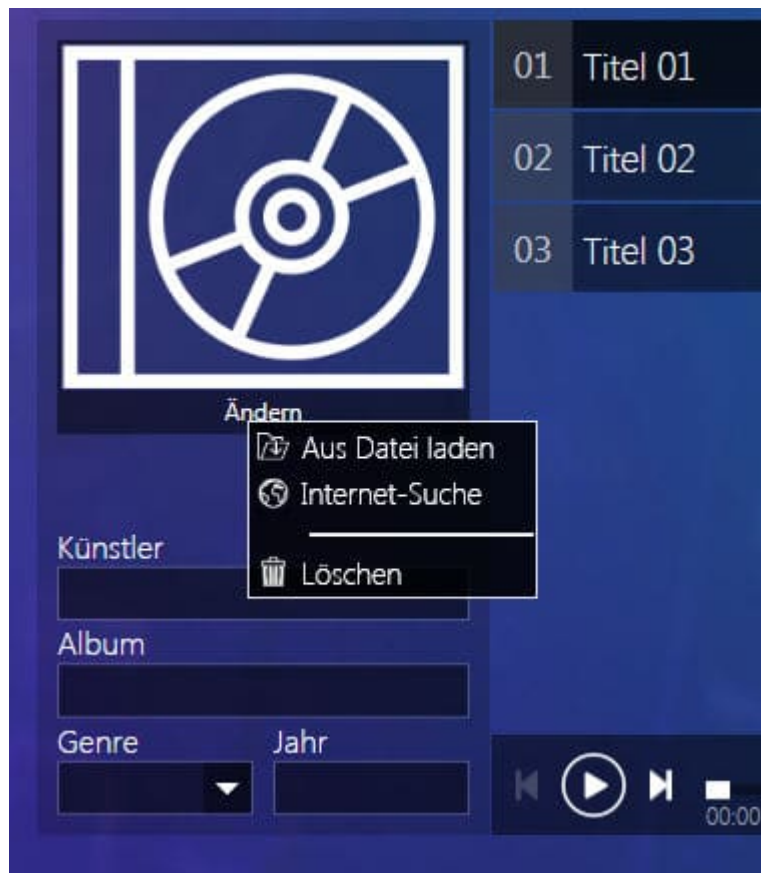 01 Titel 01
02 Titel 02
03 Titel 03
Ändern
Aus Datei laden
Internet-Suche
Löschen
Künstler
Album
Genre Jahr
00:00